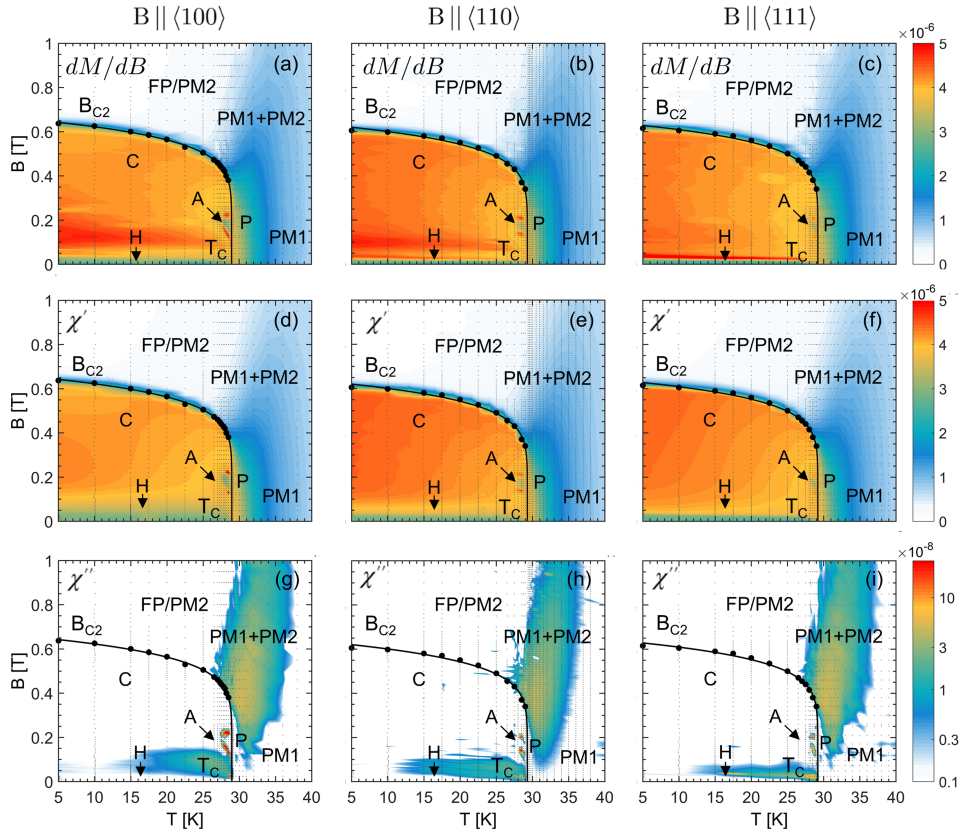 B || ⟨100⟩ B || ⟨110⟩ B || ⟨111⟩
1
0.8
0.6
0.4
0.2
0
B [T]
dM/dB
(a)
FP/PM2
B_C2
PM1+PM2
C
A
P
H
T_C
PM1
dM/dB
(b)
FP/PM2
PM1+PM2
C
A
P
H
T_C
PM1
dM/dB
(c)
FP/PM2
PM1+PM2
C
A
P
H
T_C
PM1
×10⁻⁶
5
4
3
2
1
0
1
0.8
0.6
0.4
0.2
0
B [T]
χ′
(d)
FP/PM2
B_C2
PM1+PM2
C
A
P
H
T_C
PM1
χ′
(e)
FP/PM2
B_C2
PM1+PM2
C
A
P
H
T_C
PM1
χ′
(f)
FP/PM2
B_C2
PM1+PM2
C
A
P
H
T_C
PM1
×10⁻⁶
5
4
3
2
1
0
1
0.8
0.6
0.4
0.2
0
B [T]
χ″
(g)
FP/PM2
B_C2
PM1+PM2
C
A
P
H
T_C
PM1
5 10 15 20 25 30 35 40
T [K]
χ″
(h)
FP/PM2
B_C2
PM1+PM2
C
A
P
H
T_C
PM1
5 10 15 20 25 30 35 40
T [K]
χ″
(i)
FP/PM2
B_C2
PM1+PM2
C
A
P
H
T_C
PM1
5 10 15 20 25 30 35 40
T [K]
×10⁻⁸
10
3
1
0.3
0.1